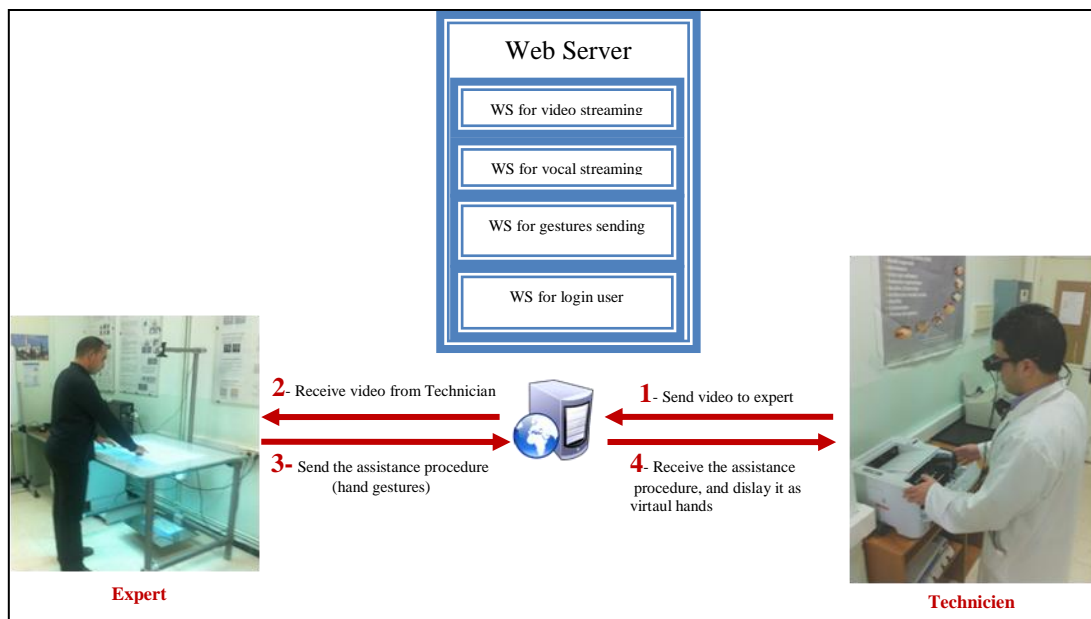 Web Server
WS for video streaming
WS for vocal streaming
WS for gestures sending
WS for login user
2- Receive video from Technician
1- Send video to expert
3- Send the assistance procedure
(hand gestures)
4- Receive the assistance
procedure, and dislay it as
virtaul hands
Expert
Technicien